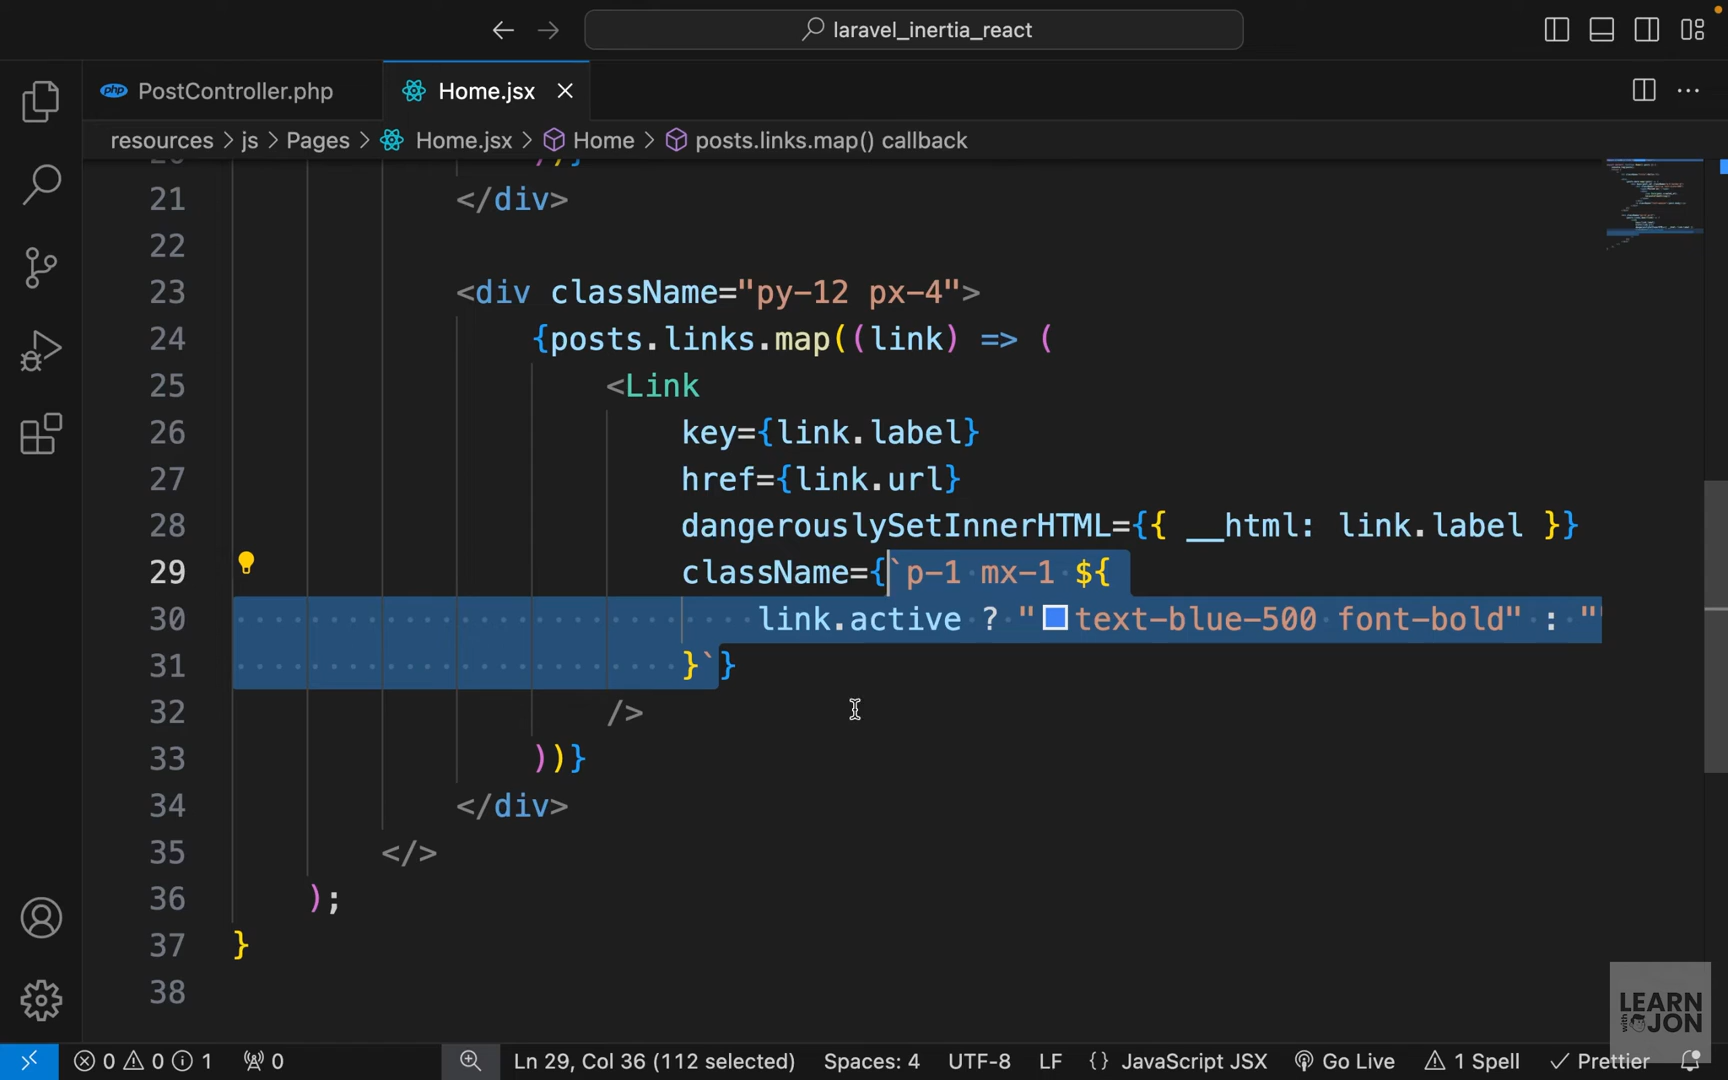 laravel_inertia_react
PostController.php
Home.jsx
resources > js > Pages > Home.jsx > Home > posts.links.map() callback
))}
21 </div>
22
23 <div className="py-12 px-4">
24 {posts.links.map((link) => (
25 <Link
26 key={link.label}
27 href={link.url}
28 dangerouslySetInnerHTML={{ __html: link.label }}
29 className={`p-1 mx-1 ${
30 link.active ? "text-blue-500 font-bold" : "
31 }`}
32 />
33 ))}
34 </div>
35 </>
36 );
37 }
38
LEARN
with
JON
0 0 1 0 Ln 29, Col 36 (112 selected) Spaces: 4 UTF-8 LF {} JavaScript JSX Go Live 1 Spell Prettier